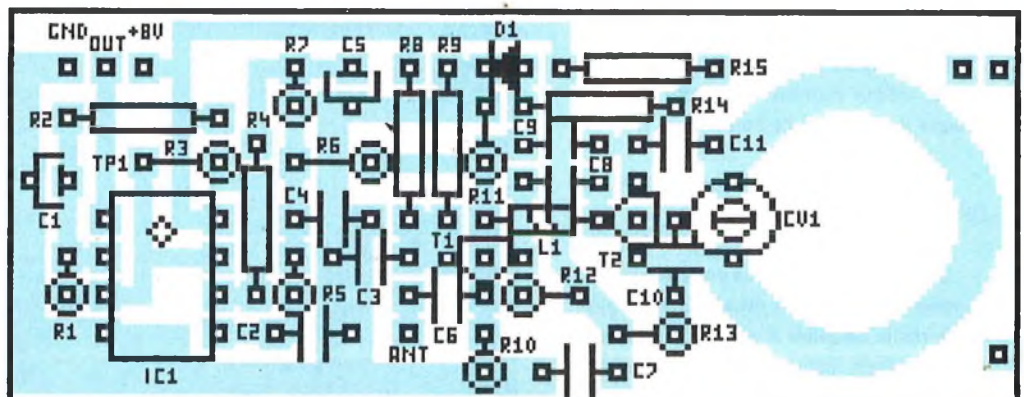 GND OUT +8V
R7
C5
R8
R9
D1
R15
R2
R4
R14
C9
TP1
R3
R6
C11
C8
C1
C4
R11
T1
L1
T2
CV1
R12
R1
C2
R5
C3
C10
ANT
C6
R10
R13
IC1
C7